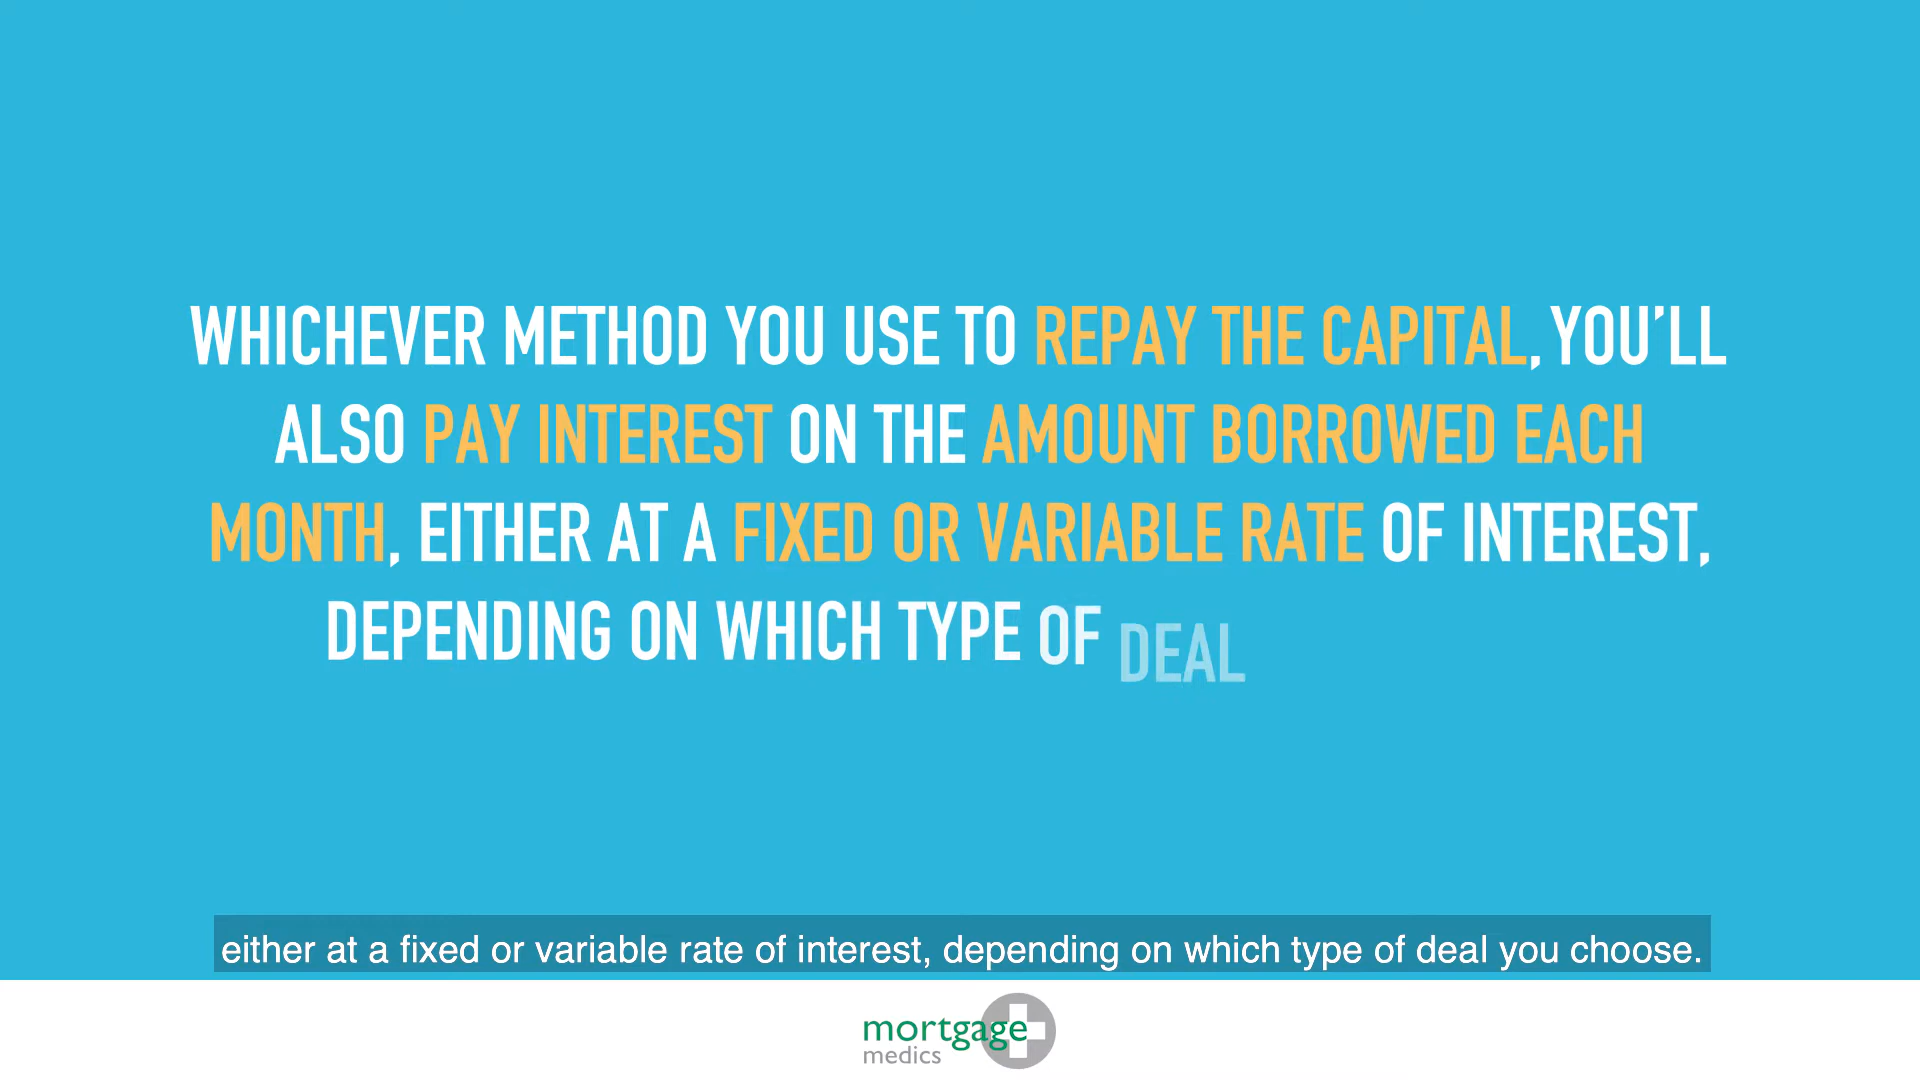 WHICHEVER METHOD YOU USE TO REPAY THE CAPITAL, YOU'LL
ALSO PAY INTEREST ON THE AMOUNT BORROWED EACH
MONTH, EITHER AT A FIXED OR VARIABLE RATE OF INTEREST,
DEPENDING ON WHICH TYPE OF DEAL
either at a fixed or variable rate of interest, depending on which type of deal you choose.
mortgage
medics